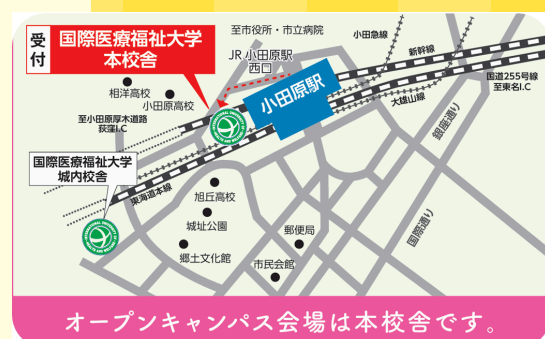 受付
国際医療福祉大学
本校舎
至市役所・市立病院
JR 小田原駅
西口
小田急線
新幹線
国道255号線
至東名I.C
大雄山線
小田原駅
銀座通り
国際通り
相洋高校
小田原高校
至小田原厚木道路
荻窪I.C
国際医療福祉大学
城内校舎
東海道本線
旭丘高校
城址公園
郷土文化館
郵便局
市民会館
オープンキャンパス会場は本校舎です。